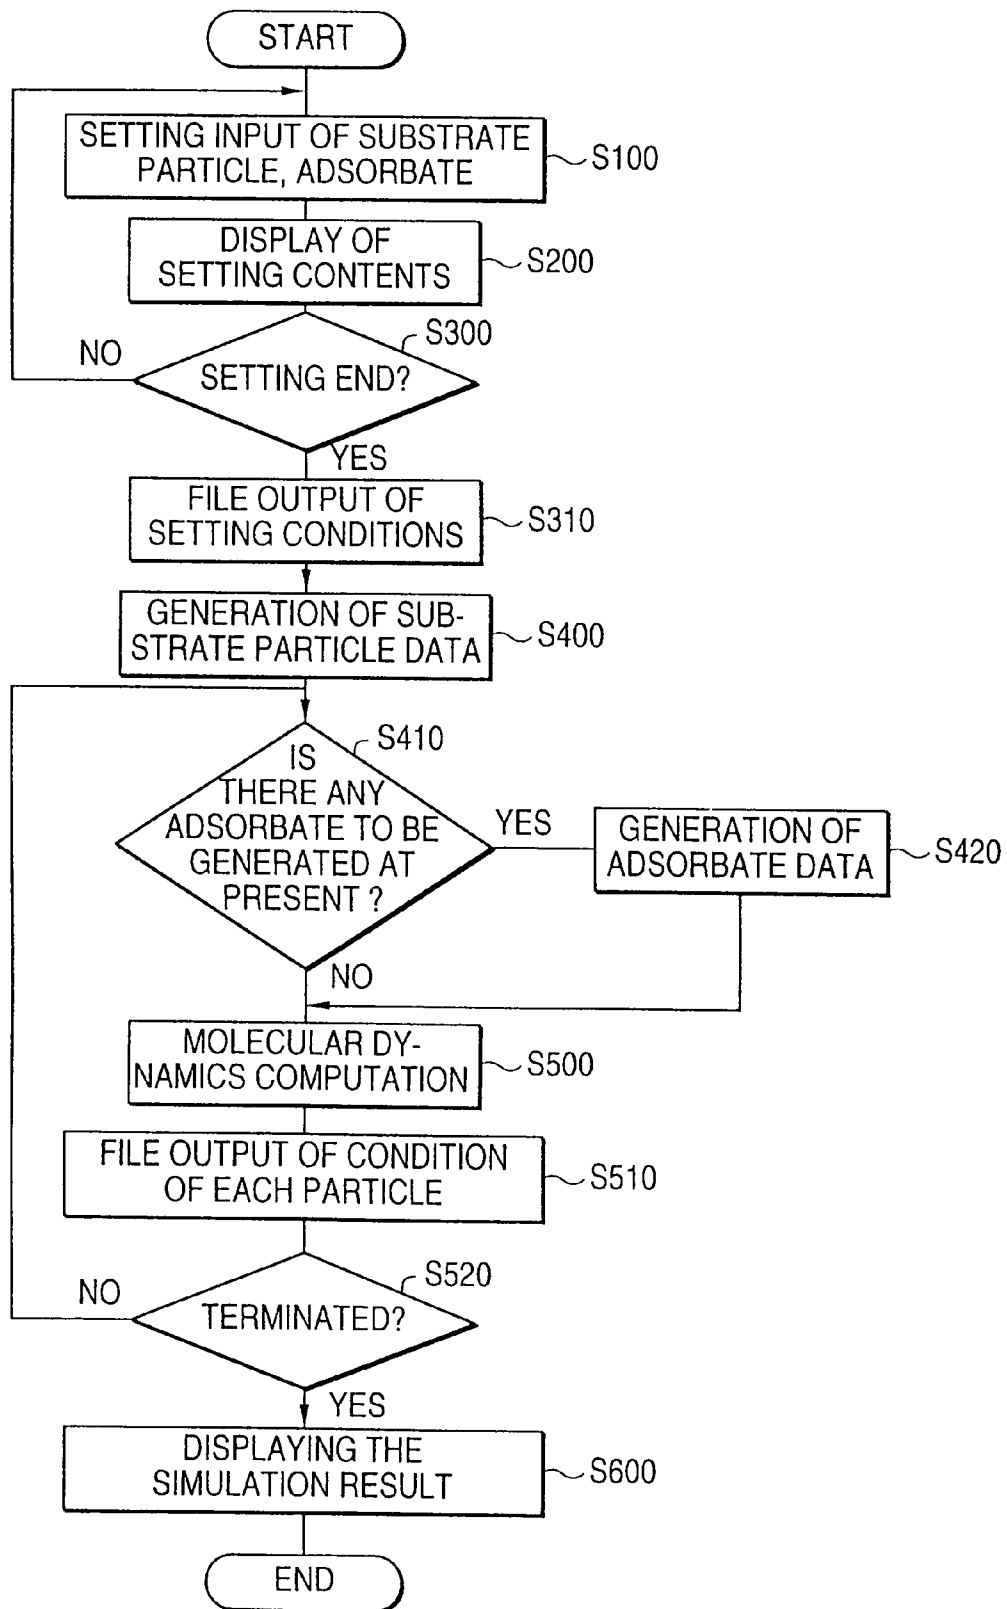 START
SETTING INPUT OF SUBSTRATE
PARTICLE, ADSORBATE
S100
DISPLAY OF
SETTING CONTENTS
S200
S300
NO
SETTING END?
YES
FILE OUTPUT OF
SETTING CONDITIONS
S310
GENERATION OF SUB-
STRATE PARTICLE DATA
S400
S410
IS
THERE ANY
ADSORBATE TO BE
GENERATED AT
PRESENT ?
YES
GENERATION OF
ADSORBATE DATA
S420
NO
MOLECULAR DY-
NAMICS COMPUTATION
S500
FILE OUTPUT OF CONDITION
OF EACH PARTICLE
S510
S520
NO
TERMINATED?
YES
DISPLAYING THE
SIMULATION RESULT
S600
END